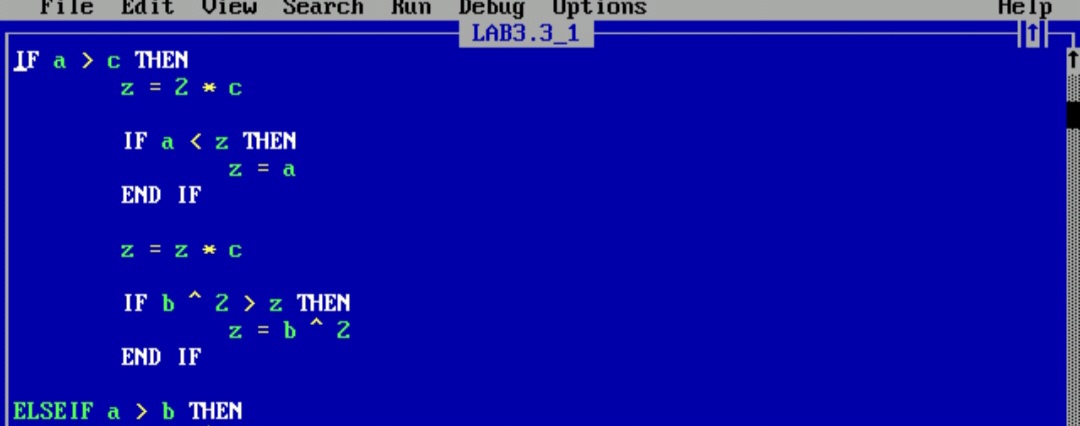 File Edit View Search Run Debug Options Help
LAB3.3_1
IF a > c THEN
z = 2 * c
IF a < z THEN
z = a
END IF
z = z * c
IF b ^ 2 > z THEN
z = b ^ 2
END IF
ELSEIF a > b THEN